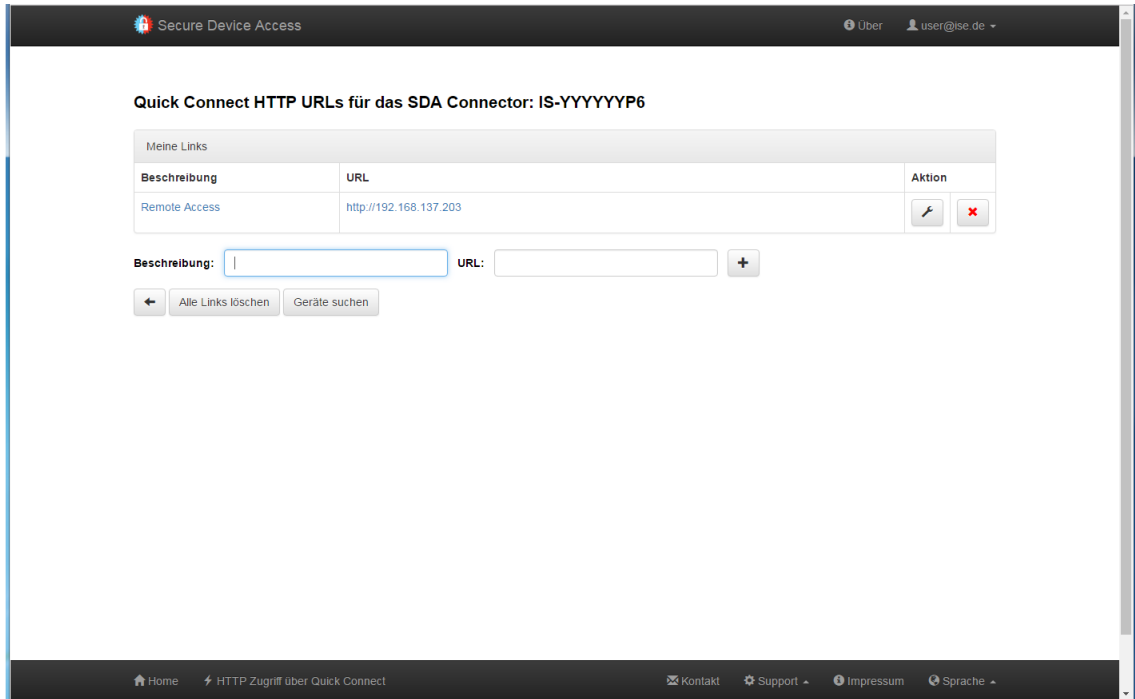 Secure Device Access
Über
user@ise.de
Quick Connect HTTP URLs für das SDA Connector: IS-YYYYYYP6
Meine Links
Beschreibung URL Aktion
Remote Access http://192.168.137.203
Beschreibung: URL:
Alle Links löschen Geräte suchen
Home HTTP Zugriff über Quick Connect Kontakt Support Impressum Sprache